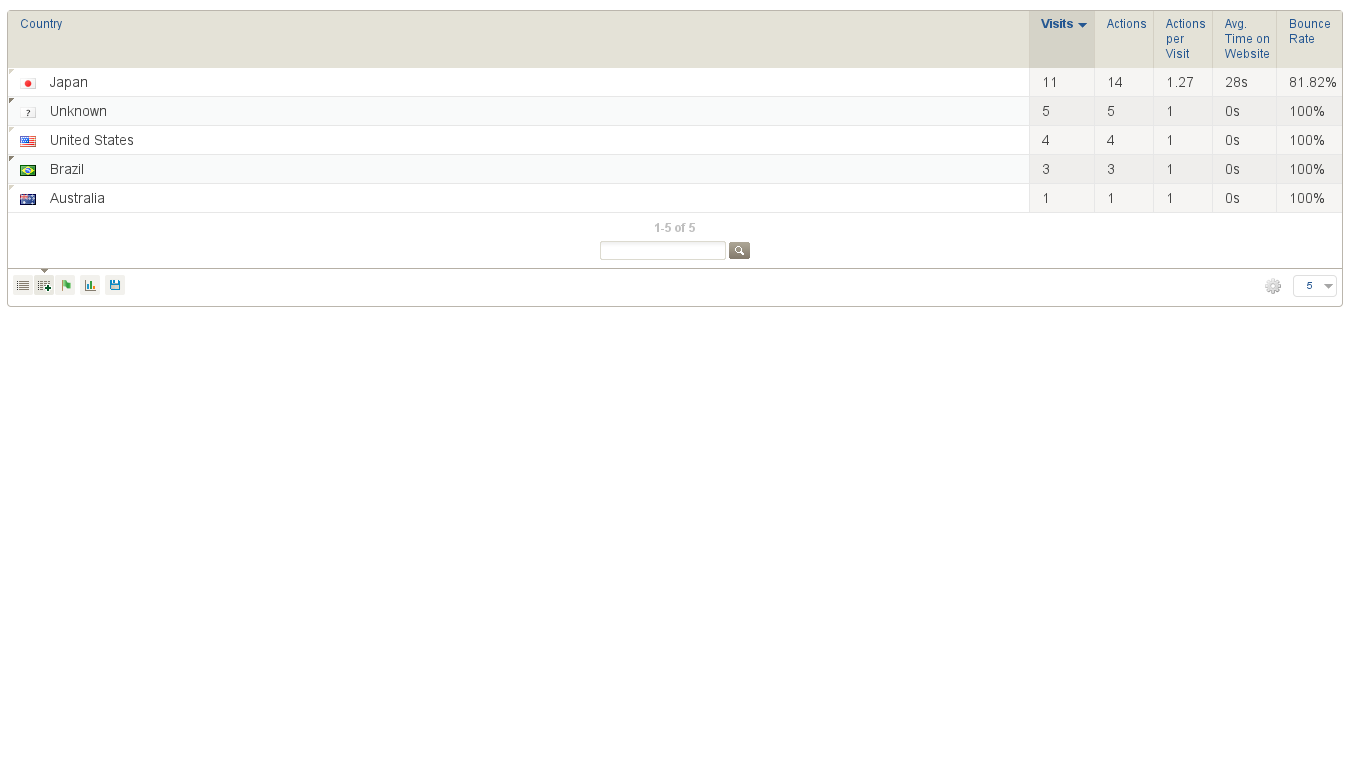 Country Visits Actions Actions per Visit Avg. Time on Website Bounce Rate
Japan 11 14 1.27 28s 81.82%
? Unknown 5 5 1 0s 100%
United States 4 4 1 0s 100%
Brazil 3 3 1 0s 100%
Australia 1 1 1 0s 100%
1-5 of 5
5